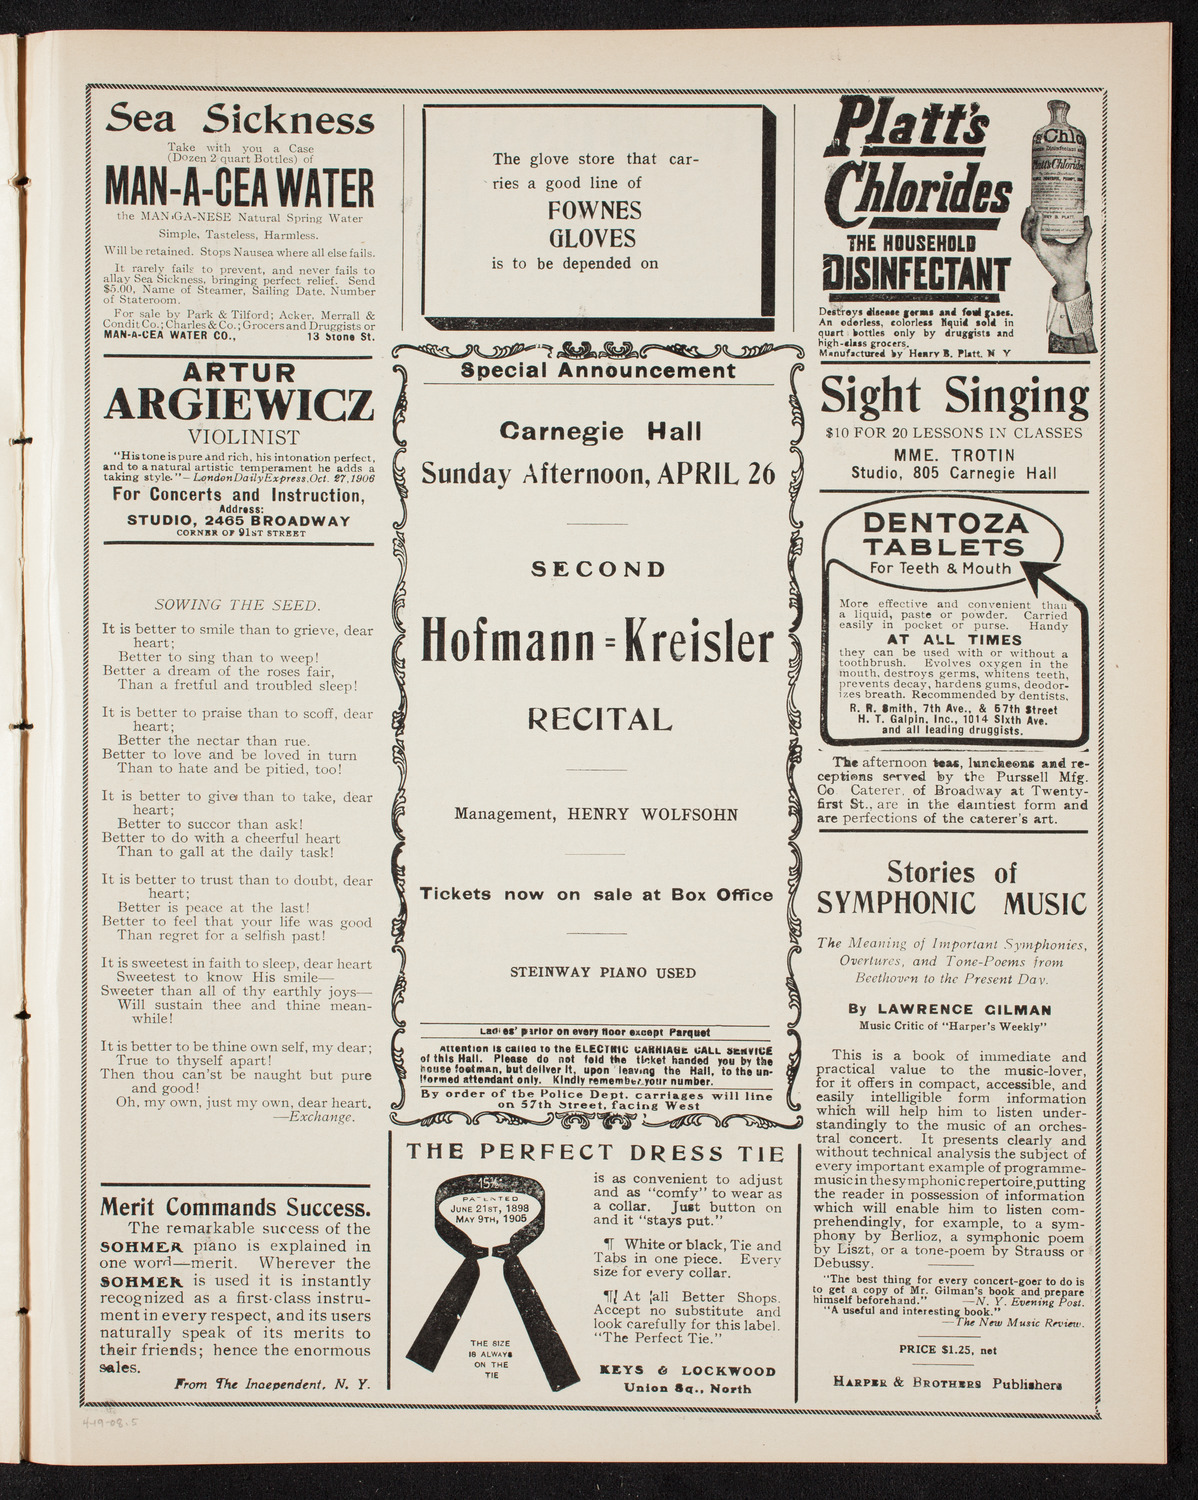 Sea Sickness
Take with you a Case
(Dozen 2 quart Bottles) of
MAN-A-CEA WATER
the MAN-GA-NESE Natural Spring Water
Simple, Tasteless, Harmless.
Will be retained. Stops Nausea where all else fails.
It rarely fails to prevent, and never fails to
allay Sea Sickness, bringing perfect relief. Send
$5.00, Name of Steamer, Sailing Date, Number
of Stateroom.
For sale by Park & Tilford; Acker, Merrall &
Condit Co.; Charles & Co.; Grocers and Druggists or
MAN-A-CEA WATER CO., 13 Stone St.
ARTUR
ARGIEWICZ
VIOLINIST
"His tone is pure and rich, his intonation perfect,
and to a natural artistic temperament he adds a
taking style."—London Daily Express. Oct. 27, 1906
For Concerts and Instruction,
Address:
STUDIO, 2465 BROADWAY
CORNER OF 91ST STREET
SOWING THE SEED.
It is better to smile than to grieve, dear
heart;
Better to sing than to weep!
Better a dream of the roses fair,
Than a fretful and troubled sleep!
It is better to praise than to scoff, dear
heart;
Better the nectar than rue.
Better to love and be loved in turn
Than to hate and be pitied, too!
It is better to give than to take, dear
heart;
Better to succor than ask!
Better to do with a cheerful heart
Than to gall at the daily task!
It is better to trust than to doubt, dear
heart;
Better is peace at the last!
Better to feel that your life was good
Than regret for a selfish past!
It is sweetest in faith to sleep, dear heart
Sweetest to know His smile—
Sweeter than all of thy earthly joys—
Will sustain thee and thine mean-
while!
It is better to be thine own self, my dear;
True to thyself apart!
Then thou can'st be naught but pure
and good!
Oh, my own, just my own, dear heart.
—Exchange.
Merit Commands Success.
The remarkable success of the
SOHMER piano is explained in
one word—merit. Wherever the
SOHMER is used it is instantly
recognized as a first-class instru-
ment in every respect, and its users
naturally speak of its merits to
their friends; hence the enormous
sales.
From The Independent, N. Y.
4-19-08.5
The glove store that car-
ries a good line of
FOWNES
GLOVES
is to be depended on
Special Announcement
Carnegie Hall
Sunday Afternoon, APRIL 26
SECOND
Hofmann=Kreisler
RECITAL
Management, HENRY WOLFSOHN
Tickets now on sale at Box Office
STEINWAY PIANO USED
Ladies' parlor on every floor except Parquet
Attention is called to the ELECTRIC CARRIAGE CALL SERVICE
of this Hall. Please do not fold the ticket handed you by the
house footman, but deliver it, upon leaving the Hall, to the un-
iformed attendant only. Kindly remember your number.
By order of the Police Dept. carriages will line
on 57th Street, facing West
THE PERFECT DRESS TIE
15½
PATENTED
JUNE 21ST, 1898
MAY 9TH, 1905
THE SIZE
IS ALWAYS
ON THE
TIE
is as convenient to adjust
and as "comfy" to wear as
a collar. Just button on
and it "stays put."
¶ White or black, Tie and
Tabs in one piece. Every
size for every collar.
¶ At all Better Shops.
Accept no substitute and
look carefully for this label.
"The Perfect Tie."
KEYS & LOCKWOOD
Union Sq., North
Platt's
Chlorides
THE HOUSEHOLD
DISINFECTANT
Destroys disease germs and foul gases.
An odorless, colorless liquid sold in
quart bottles only by druggists and
high-class grocers.
Manufactured by Henry B. Platt, N Y
Sight Singing
$10 FOR 20 LESSONS IN CLASSES
MME. TROTIN
Studio, 805 Carnegie Hall
DENTOZA
TABLETS
For Teeth & Mouth
More effective and convenient than
a liquid, paste or powder. Carried
easily in pocket or purse. Handy
AT ALL TIMES
they can be used with or without a
toothbrush. Evolves oxygen in the
mouth, destroys germs, whitens teeth,
prevents decay, hardens gums, deodor-
izes breath. Recommended by dentists.
R. R. Smith, 7th Ave., & 57th Street
H. T. Galpin, Inc., 1014 Sixth Ave.
and all leading druggists.
The afternoon teas, luncheons and re-
ceptions served by the Purssell Mfg.
Co. Caterer, of Broadway at Twenty-
first St., are in the daintiest form and
are perfections of the caterer's art.
Stories of
SYMPHONIC MUSIC
The Meaning of Important Symphonies,
Overtures, and Tone-Poems from
Beethoven to the Present Day.
By LAWRENCE GILMAN
Music Critic of "Harper's Weekly"
This is a book of immediate and
practical value to the music-lover,
for it offers in compact, accessible, and
easily intelligible form information
which will help him to listen under-
standingly to the music of an orches-
tral concert. It presents clearly and
without technical analysis the subject of
every important example of programme-
music in the symphonic repertoire, putting
the reader in possession of information
which will enable him to listen com-
prehendingly, for example, to a sym-
phony by Berlioz, a symphonic poem
by Liszt, or a tone-poem by Strauss or
Debussy.
"The best thing for every concert-goer to do is
to get a copy of Mr. Gilman's book and prepare
himself beforehand." —N. Y. Evening Post.
"A useful and interesting book."
—The New Music Review.
PRICE $1.25, net
HARPER & BROTHERS Publishers